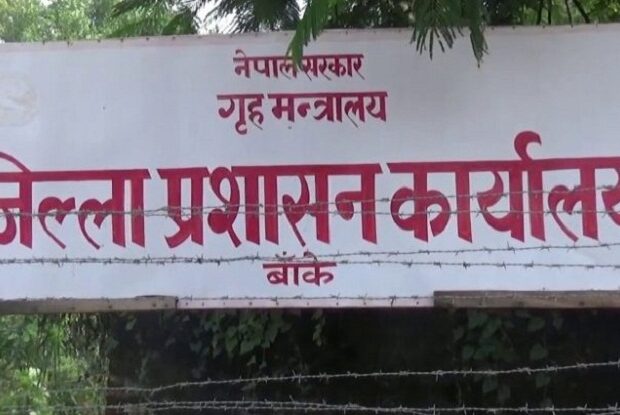 नेपाल सरकार
गृह मन्त्रालय
जिल्ला प्रशासन कार्यालय
बाँके